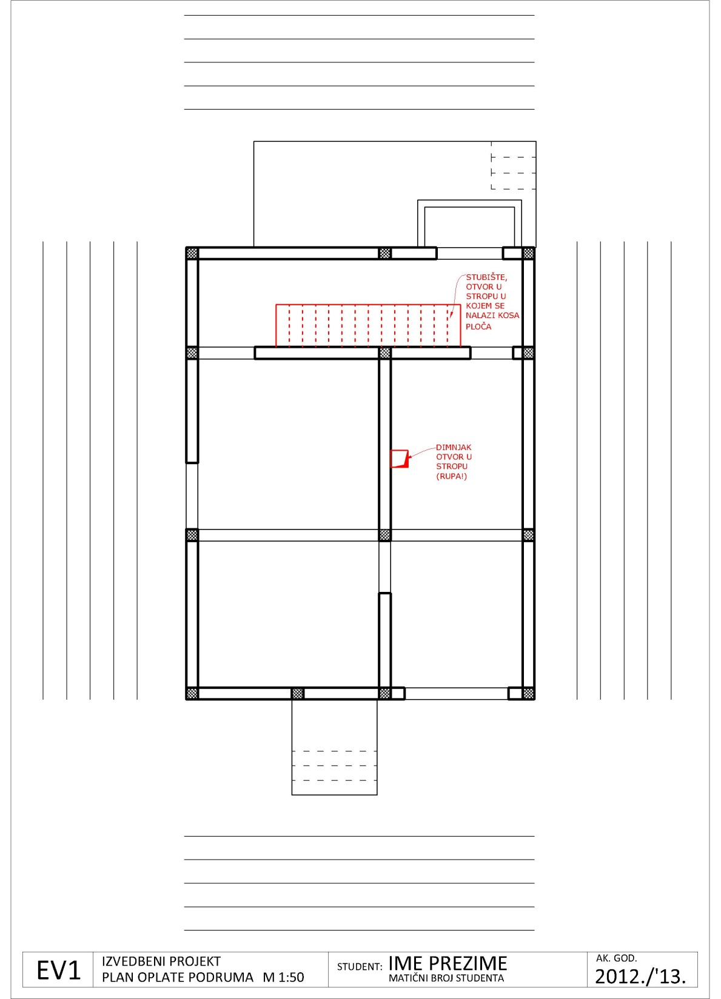 STUBIŠTE,
OTVOR U
STROPU U
KOJEM SE
NALAZI KOSA
PLOČA
DIMNJAK
OTVOR U
STROPU
(RUPA!)
EV1
IZVEDBENI PROJEKT
PLAN OPLATE PODRUMA M 1:50
STUDENT: IME PREZIME
MATIČNI BROJ STUDENTA
AK. GOD.
2012./'13.